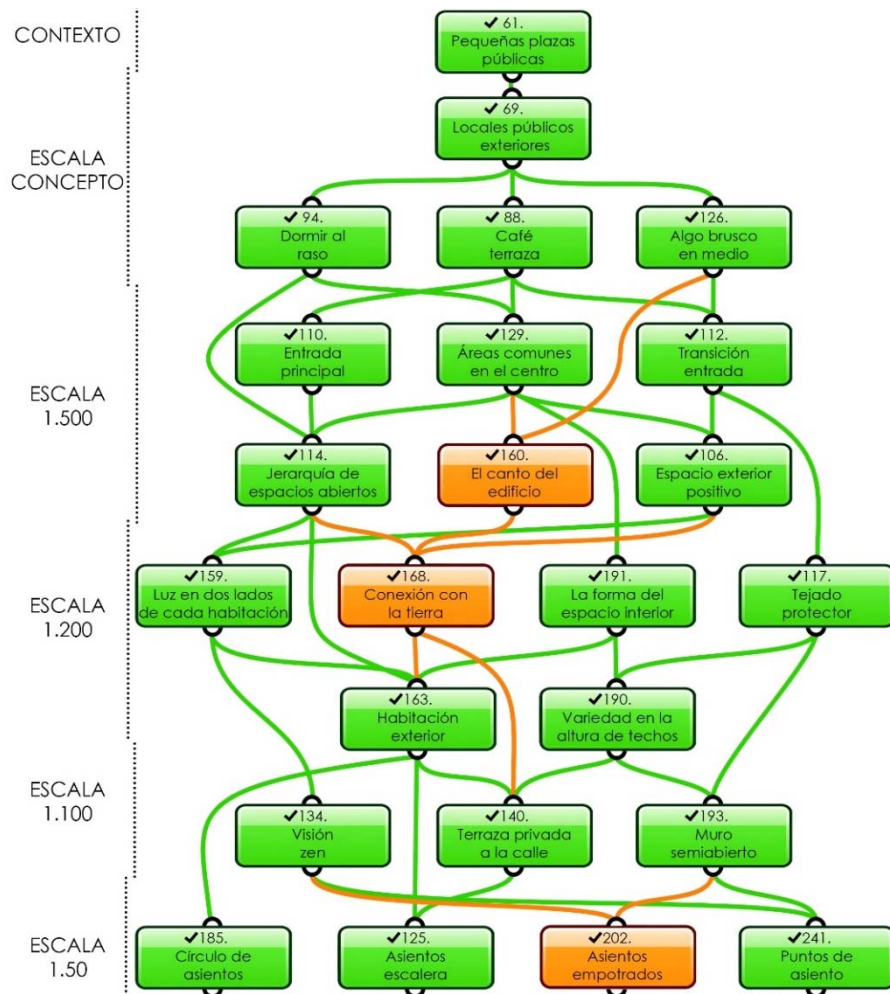 CONTEXTO
✔ 61.
Pequeñas plazas
públicas
ESCALA
CONCEPTO
✔ 69.
Locales públicos
exteriores
✔ 94.
Dormir al
raso
✔ 88.
Café
terraza
✔126.
Algo brusco
en medio
ESCALA
1.500
✔110.
Entrada
principal
✔129.
Áreas comunes
en el centro
✔112.
Transición
entrada
✔114.
Jerarquía de
espacios abiertos
✔160.
El canto del
edificio
✔106.
Espacio exterior
positivo
ESCALA
1.200
✔159.
Luz en dos lados
de cada habitación
✔168.
Conexión con
la tierra
✔191.
La forma del
espacio interior
✔117.
Tejado
protector
✔163.
Habitación
exterior
✔190.
Variedad en la
altura de techos
ESCALA
1.100
✔134.
Visión
zen
✔140.
Terraza privada
a la calle
✔193.
Muro
semiabierto
ESCALA
1.50
✔185.
Círculo de
asientos
✔125.
Asientos
escalera
✔202.
Asientos
empotrados
✔241.
Puntos de
asiento